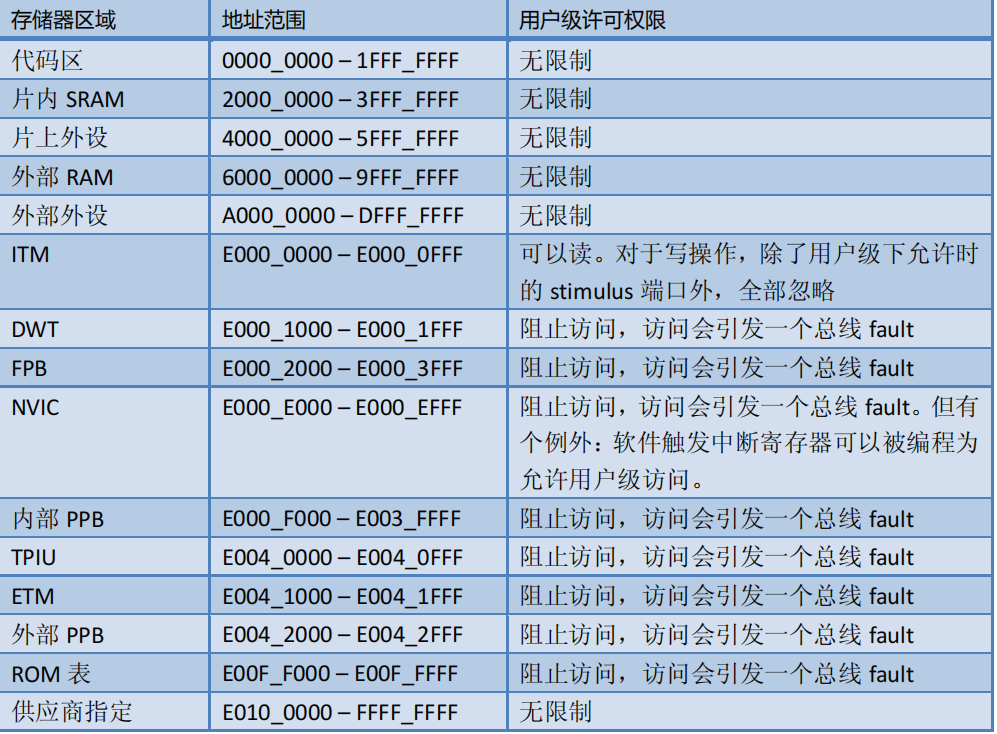 存储器区域 地址范围 用户级许可权限
代码区 0000_0000 – 1FFF_FFFF 无限制
片内 SRAM 2000_0000 – 3FFF_FFFF 无限制
片上外设 4000_0000 – 5FFF_FFFF 无限制
外部 RAM 6000_0000 – 9FFF_FFFF 无限制
外部外设 A000_0000 – DFFF_FFFF 无限制
ITM E000_0000 – E000_0FFF 可以读。对于写操作，除了用户级下允许时
的 stimulus 端口外，全部忽略
DWT E000_1000 – E000_1FFF 阻止访问，访问会引发一个总线 fault
FPB E000_2000 – E000_3FFF 阻止访问，访问会引发一个总线 fault
NVIC E000_E000 – E000_EFFF 阻止访问，访问会引发一个总线 fault。但有
个例外：软件触发中断寄存器可以被编程为
允许用户级访问。
内部 PPB E000_F000 – E003_FFFF 阻止访问，访问会引发一个总线 fault
TPIU E004_0000 – E004_0FFF 阻止访问，访问会引发一个总线 fault
ETM E004_1000 – E004_1FFF 阻止访问，访问会引发一个总线 fault
外部 PPB E004_2000 – E004_2FFF 阻止访问，访问会引发一个总线 fault
ROM 表 E00F_F000 – E00F_FFFF 阻止访问，访问会引发一个总线 fault
供应商指定 E010_0000 – FFFF_FFFF 无限制